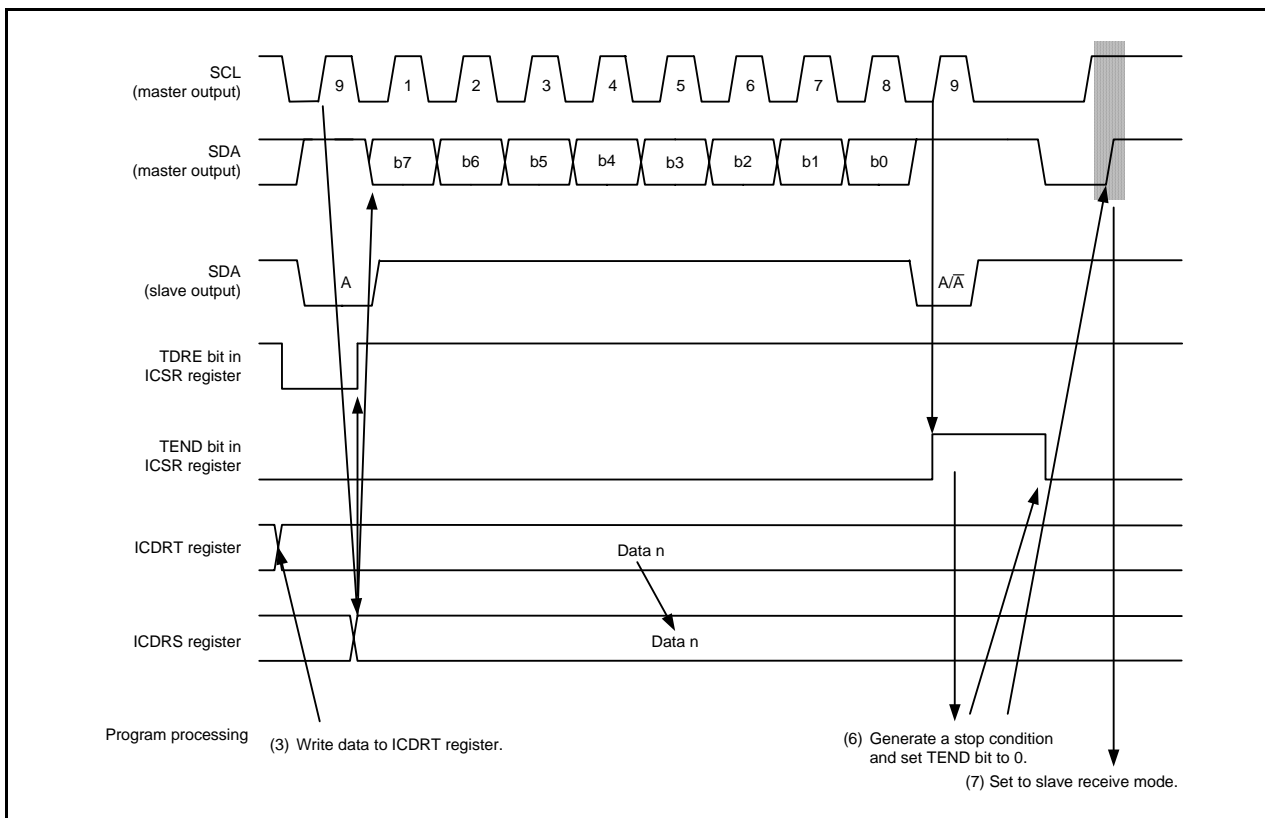 SCL
(master output)
9 1 2 3 4 5 6 7 8 9
SDA
(master output)
b7 b6 b5 b4 b3 b2 b1 b0
SDA
(slave output)
A A/A̅
TDRE bit in
ICSR register
TEND bit in
ICSR register
ICDRT register
Data n
ICDRS register
Data n
Program processing
(3) Write data to ICDRT register.
(6) Generate a stop condition
and set TEND bit to 0.
(7) Set to slave receive mode.